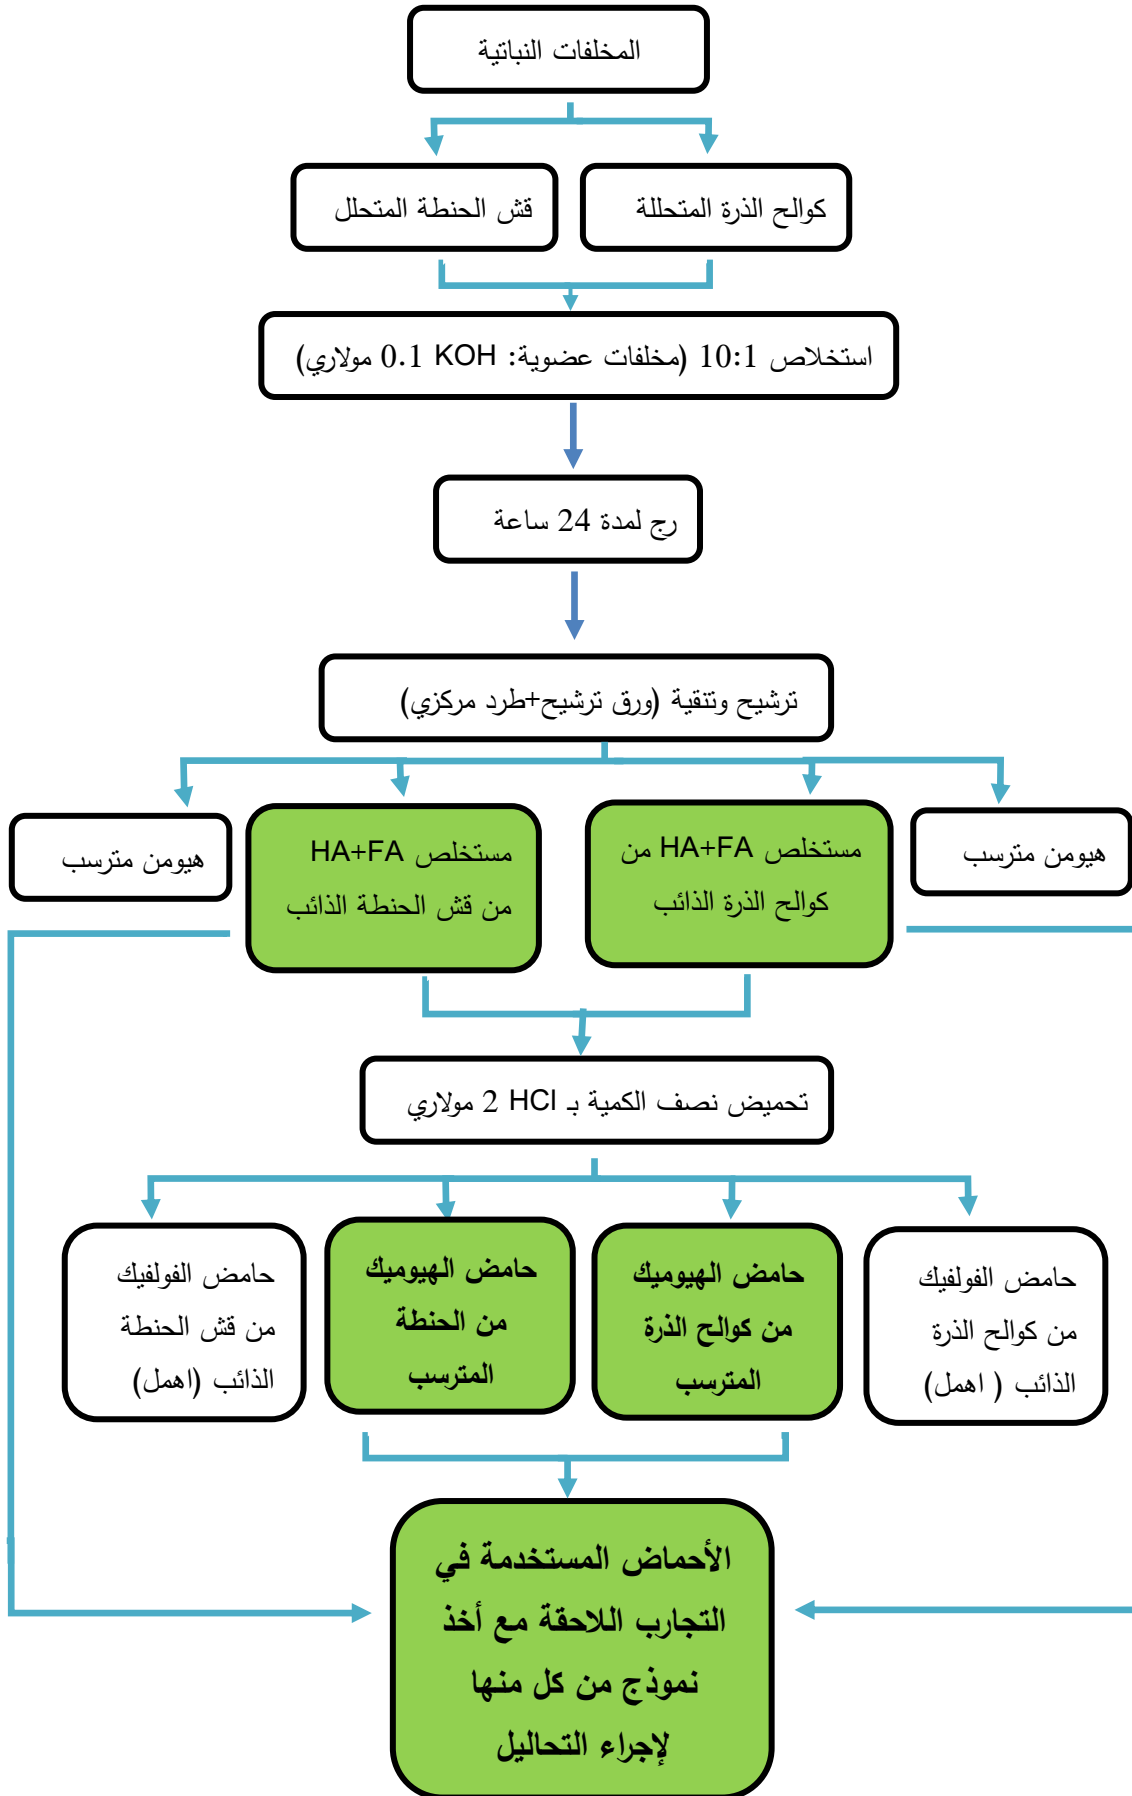 المخلفات النباتية
كوالح الذرة المتحللة
قش الحنطة المتحلل
استخلاص 10:1 (مخلفات عضوية: KOH 0.1 مولاري)
رج لمدة 24 ساعة
ترشيح وتنقية (ورق ترشيح+طرد مركزي)
هيومن مترسب
مستخلص HA+FA من
كوالح الذرة الذائب
مستخلص HA+FA
من قش الحنطة الذائب
هيومن مترسب
تحميض نصف الكمية بـ HCl 2 مولاري
حامض الفولفيك
من كوالح الذرة
الذائب ( اهمل)
حامض الهيوميك
من كوالح الذرة
المترسب
حامض الهيوميك
من الحنطة
المترسب
حامض الفولفيك
من قش الحنطة
الذائب (اهمل)
الأحماض المستخدمة في
التجارب اللاحقة مع أخذ
نموذج من كل منها
لإجراء التحاليل